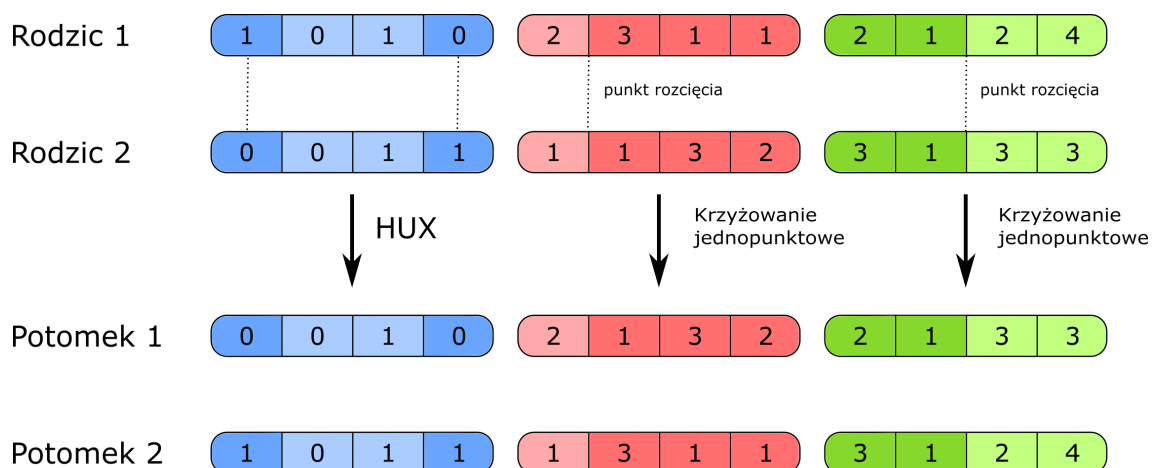 Rodzic 1 1 0 1 0 2 3 1 1 2 1 2 4
punkt rozcięcia punkt rozcięcia
Rodzic 2 0 0 1 1 1 1 3 2 3 1 3 3
HUX
Krzyżowanie
jednopunktowe
Krzyżowanie
jednopunktowe
Potomek 1 0 0 1 0 2 1 3 2 2 1 3 3
Potomek 2 1 0 1 1 1 3 1 1 3 1 2 4